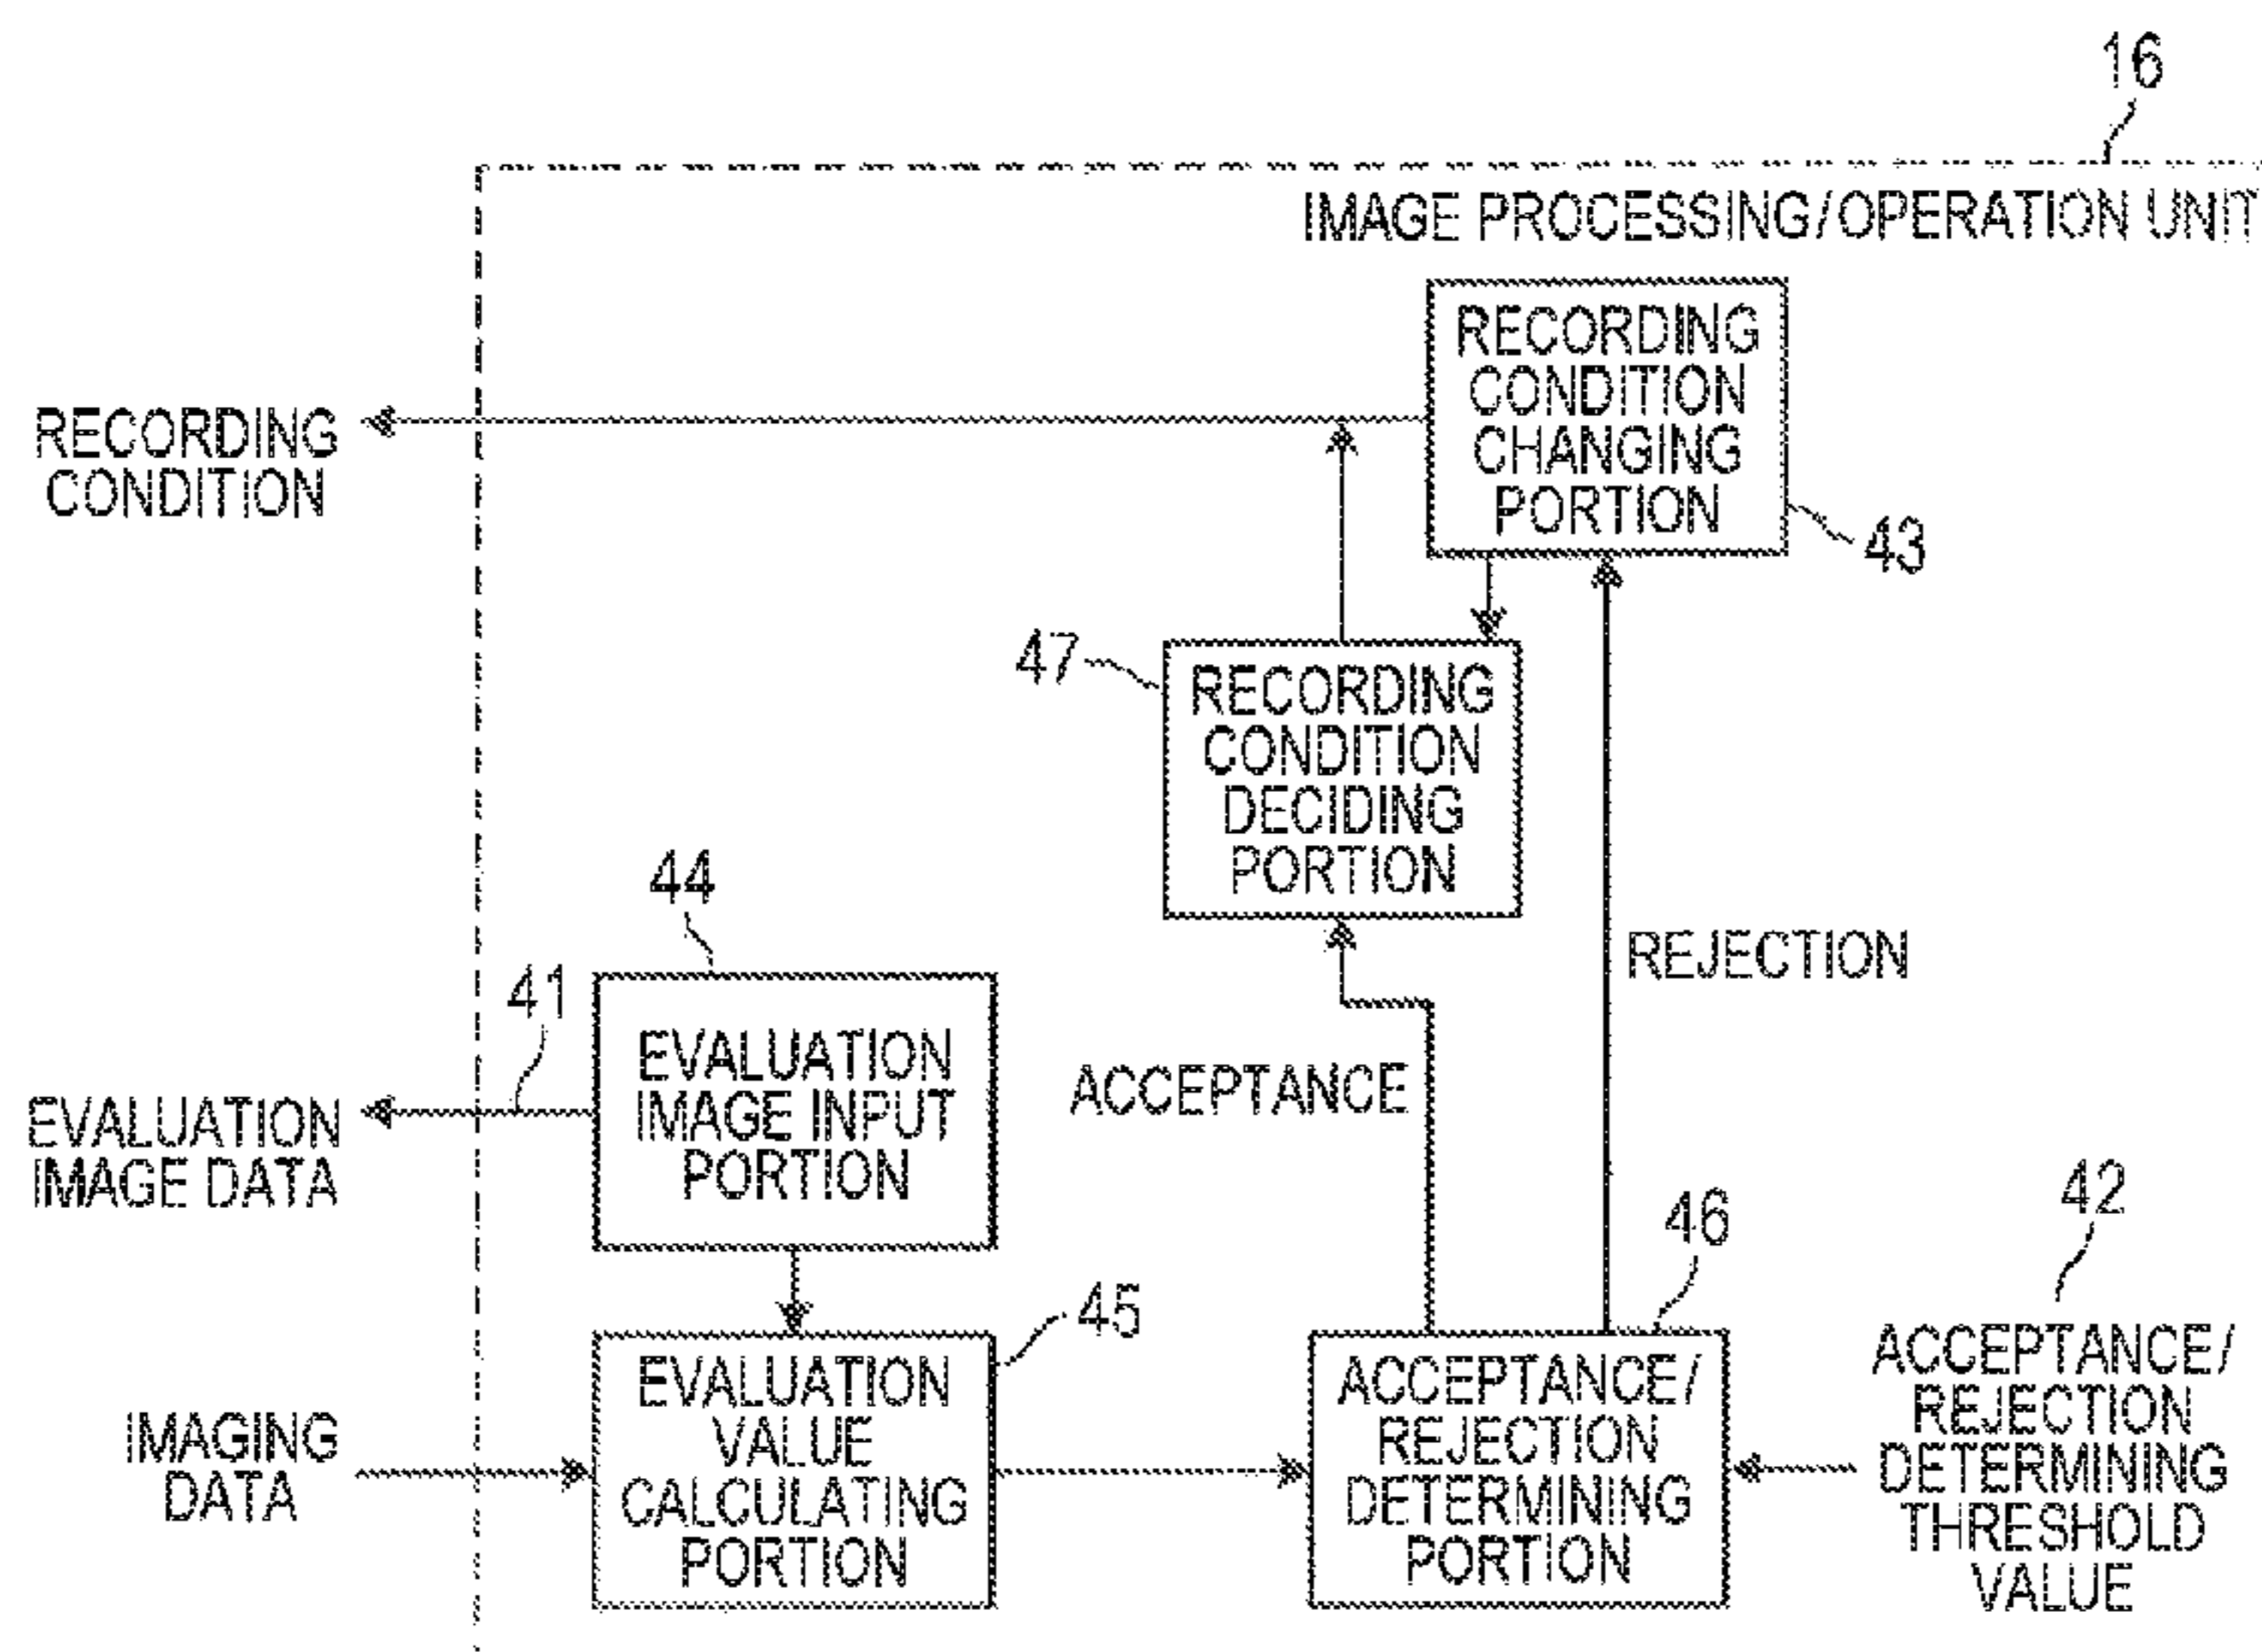 16
IMAGE PROCESSING/OPERATION UNIT
RECORDING
CONDITION
CHANGING
PORTION
43
RECORDING
CONDITION
47
RECORDING
CONDITION
DECIDING
PORTION
44
41
EVALUATION
IMAGE INPUT
PORTION
REJECTION
ACCEPTANCE
EVALUATION
IMAGE DATA
42
46
45
EVALUATION
VALUE
CALCULATING
PORTION
ACCEPTANCE/
REJECTION
DETERMINING
PORTION
ACCEPTANCE/
REJECTION
DETERMINING
THRESHOLD
VALUE
IMAGING
DATA